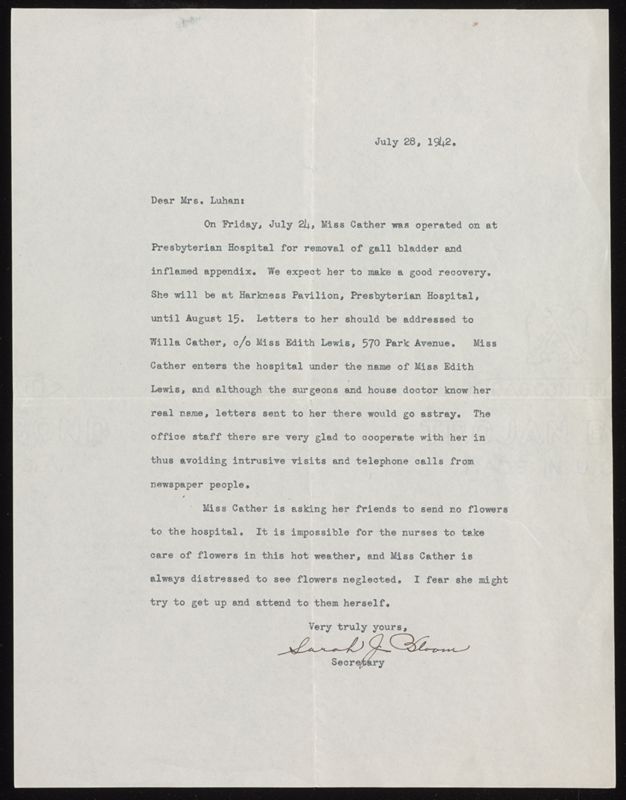 July 28, 1942.
Dear Mrs. Luhan:
On Friday, July 24, Miss Cather was operated on at
Presbyterian Hospital for removal of gall bladder and
inflamed appendix. We expect her to make a good recovery.
She will be at Harkness Pavilion, Presbyterian Hospital,
until August 15. Letters to her should be addressed to
Willa Cather, c/o Miss Edith Lewis, 570 Park Avenue. Miss
Cather enters the hospital under the name of Miss Edith
Lewis, and although the surgeons and house doctor know her
real name, letters sent to her there would go astray. The
office staff there are very glad to cooperate with her in
thus avoiding intrusive visits and telephone calls from
newspaper people.
Miss Cather is asking her friends to send no flowers
to the hospital. It is impossible for the nurses to take
care of flowers in this hot weather, and Miss Cather is
always distressed to see flowers neglected. I fear she might
try to get up and attend to them herself.
Very truly yours,
Sarah J. Bloom
Secretary